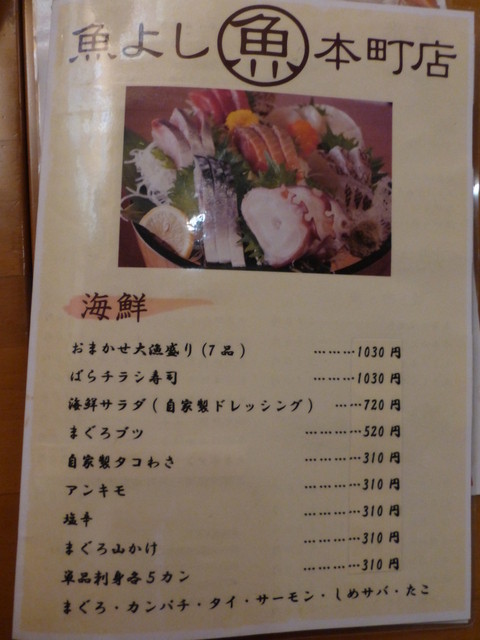 魚よし 魚 本町店
海鮮
おまかせ大漁盛り(7品) ………1030円
ばらチラシ寿司 ………1030円
海鮮サラダ(自家製ドレッシング) ……720円
まぐろブツ …………520円
自家製タコわさ …………310円
アンキモ …………310円
塩辛 …………310円
まぐろ山かけ …………310円
単品刺身各5カン …………310円
まぐろ・カンパチ・タイ・サーモン・しめサバ・たこ